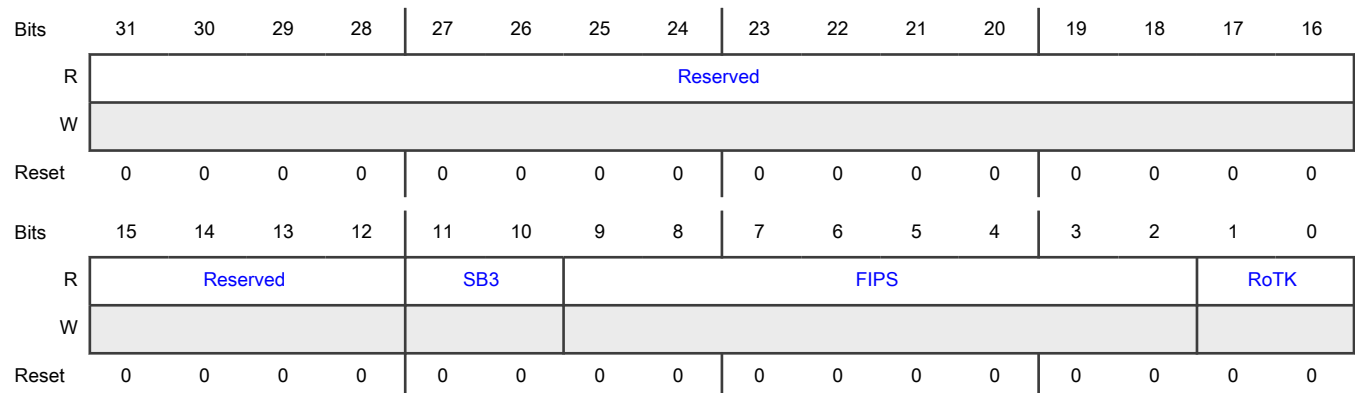 Bits 31 30 29 28 27 26 25 24 23 22 21 20 19 18 17 16
R Reserved
W
Reset 0 0 0 0 0 0 0 0 0 0 0 0 0 0 0 0
Bits 15 14 13 12 11 10 9 8 7 6 5 4 3 2 1 0
R Reserved SB3 FIPS RoTK
W
Reset 0 0 0 0 0 0 0 0 0 0 0 0 0 0 0 0